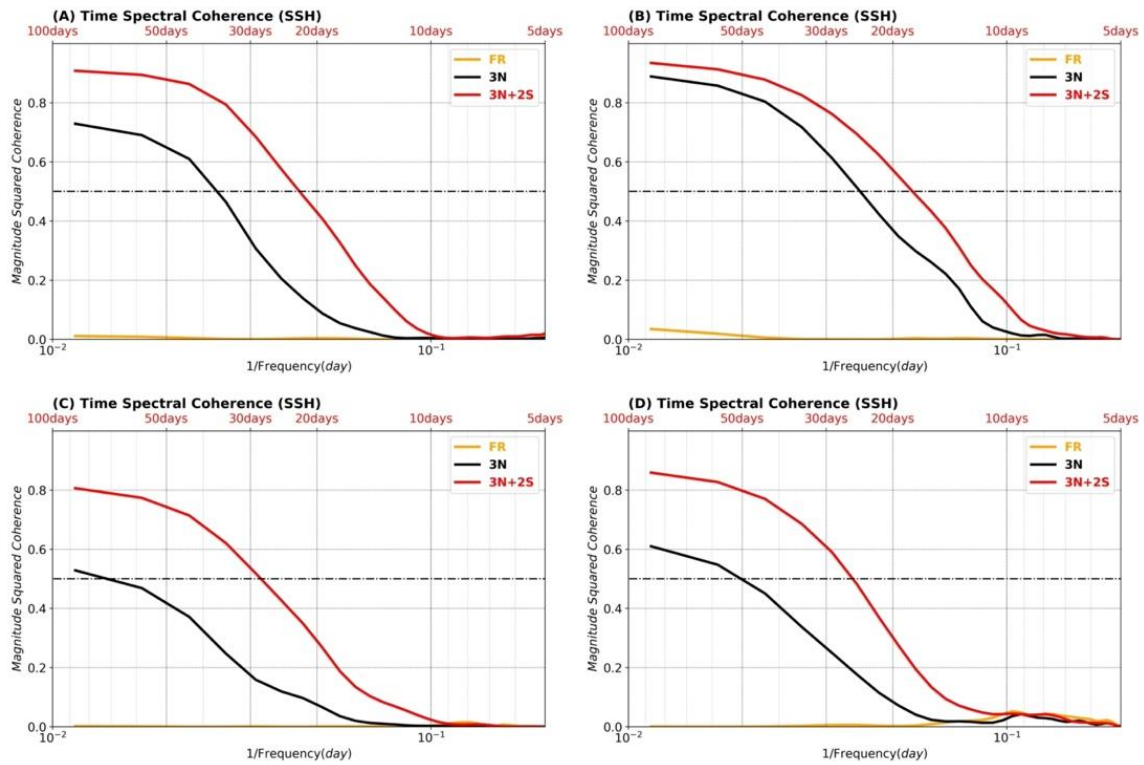 (A) Time Spectral Coherence (SSH)
100days 50days 30days 20days 10days 5days
FR
3N
3N+2S
0.8
0.6
0.4
0.2
0.0
Magnitude Squared Coherence
10⁻² 10⁻¹
1/Frequency(day)
(B) Time Spectral Coherence (SSH)
100days 50days 30days 20days 10days 5days
FR
3N
3N+2S
0.8
0.6
0.4
0.2
0.0
Magnitude Squared Coherence
10⁻² 10⁻¹
1/Frequency(day)
(C) Time Spectral Coherence (SSH)
100days 50days 30days 20days 10days 5days
FR
3N
3N+2S
0.8
0.6
0.4
0.2
0.0
Magnitude Squared Coherence
10⁻² 10⁻¹
1/Frequency(day)
(D) Time Spectral Coherence (SSH)
100days 50days 30days 20days 10days 5days
FR
3N
3N+2S
0.8
0.6
0.4
0.2
0.0
Magnitude Squared Coherence
10⁻² 10⁻¹
1/Frequency(day)